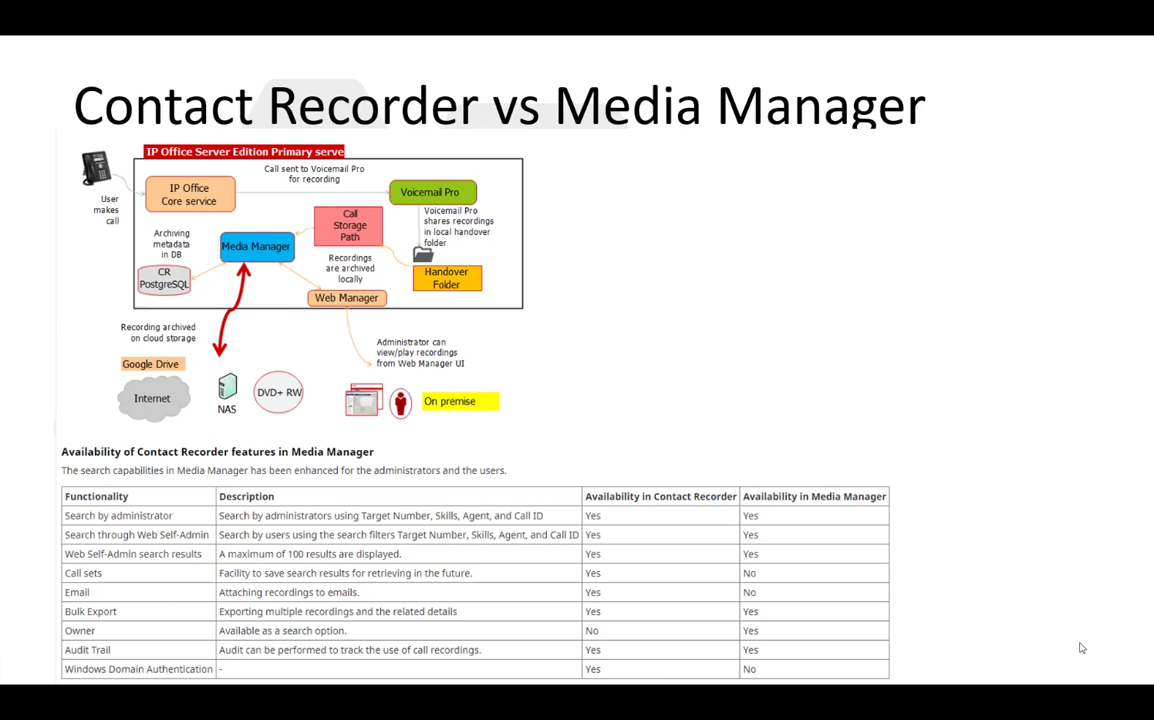 Contact Recorder vs Media Manager
IP Office Server Edition Primary serve
Call sent to Voicemail Pro
for recording
IP Office
Core service
Voicemail Pro
User
makes
call
Call
Storage
Path
Voicemail Pro
shares recordings
in local handover
folder
Archiving
metadata
in DB
Media Manager
Recordings
are archived
locally
CR
PostgreSQL
Handover
Folder
Web Manager
Recording archived
on cloud storage
Administrator can
view/play recordings
from Web Manager UI
Google Drive
Internet
NAS
DVD+ RW
On premise
Availability of Contact Recorder features in Media Manager
The search capabilities in Media Manager has been enhanced for the administrators and the users.
Functionality Description Availability in Contact Recorder Availability in Media Manager
Search by administrator Search by administrators using Target Number, Skills, Agent, and Call ID Yes Yes
Search through Web Self-Admin Search by users using the search filters Target Number, Skills, Agent, and Call ID Yes Yes
Web Self-Admin search results A maximum of 100 results are displayed. Yes Yes
Call sets Facility to save search results for retrieving in the future. Yes No
Email Attaching recordings to emails. Yes No
Bulk Export Exporting multiple recordings and the related details Yes Yes
Owner Available as a search option. No Yes
Audit Trail Audit can be performed to track the use of call recordings. Yes Yes
Windows Domain Authentication - Yes No